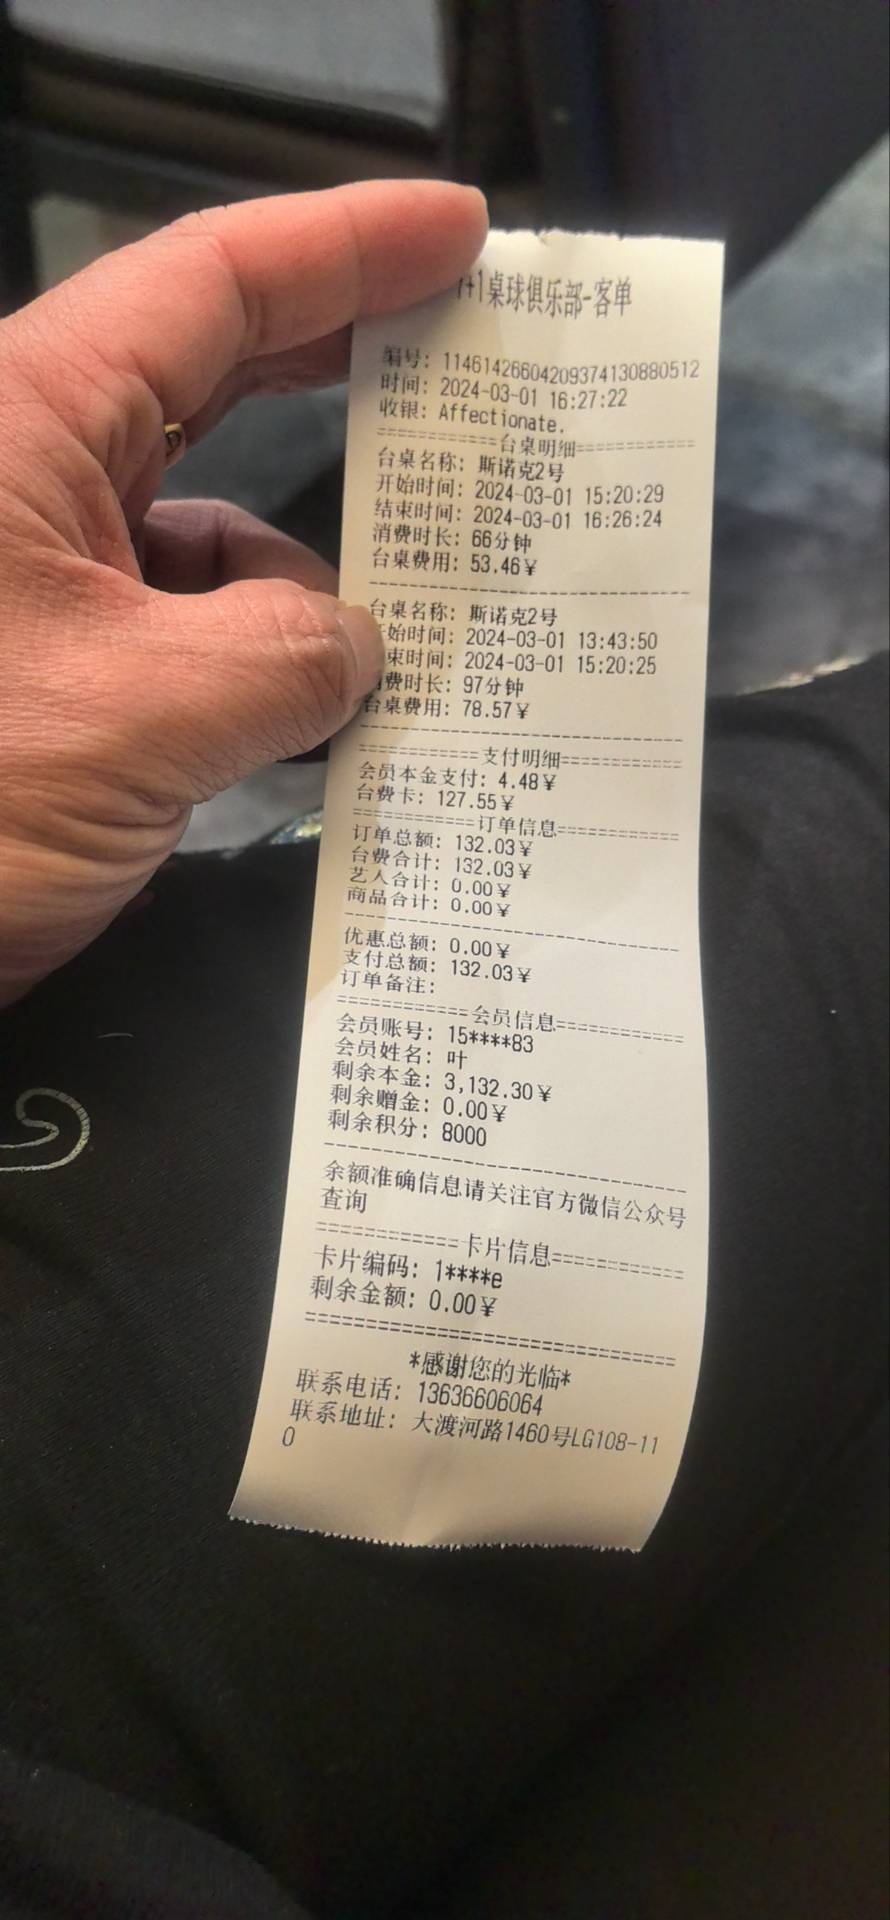 +1桌球俱乐部-客单
编号: 1146142660420937413088​0512
时间: 2024-03-01 16:27:22
收银: Affectionate.
============台桌明细============
台桌名称: 斯诺克2号
开始时间: 2024-03-01 15:20:29
结束时间: 2024-03-01 16:26:24
消费时长: 66分钟
台桌费用: 53.46¥
--------------------------------
台桌名称: 斯诺克2号
始时间: 2024-03-01 13:43:50
束时间: 2024-03-01 15:20:25
费时长: 97分钟
台桌费用: 78.57¥
--------------------------------
============支付明细============
会员本金支付: 4.48¥
台费卡: 127.55¥
============订单信息============
订单总额: 132.03¥
台费合计: 132.03¥
艺人合计: 0.00¥
商品合计: 0.00¥
--------------------------------
优惠总额: 0.00¥
支付总额: 132.03¥
订单备注:
============会员信息============
会员账号: 15****83
会员姓名: 叶
剩余本金: 3,132.30¥
剩余赠金: 0.00¥
剩余积分: 8000
--------------------------------
余额准确信息请关注官方微信公众号
查询
============卡片信息============
卡片编码: 1****e
剩余金额: 0.00¥
================================
*感谢您的光临*
联系电话: 13636606064
联系地址: 大渡河路1460号LG108-11
0